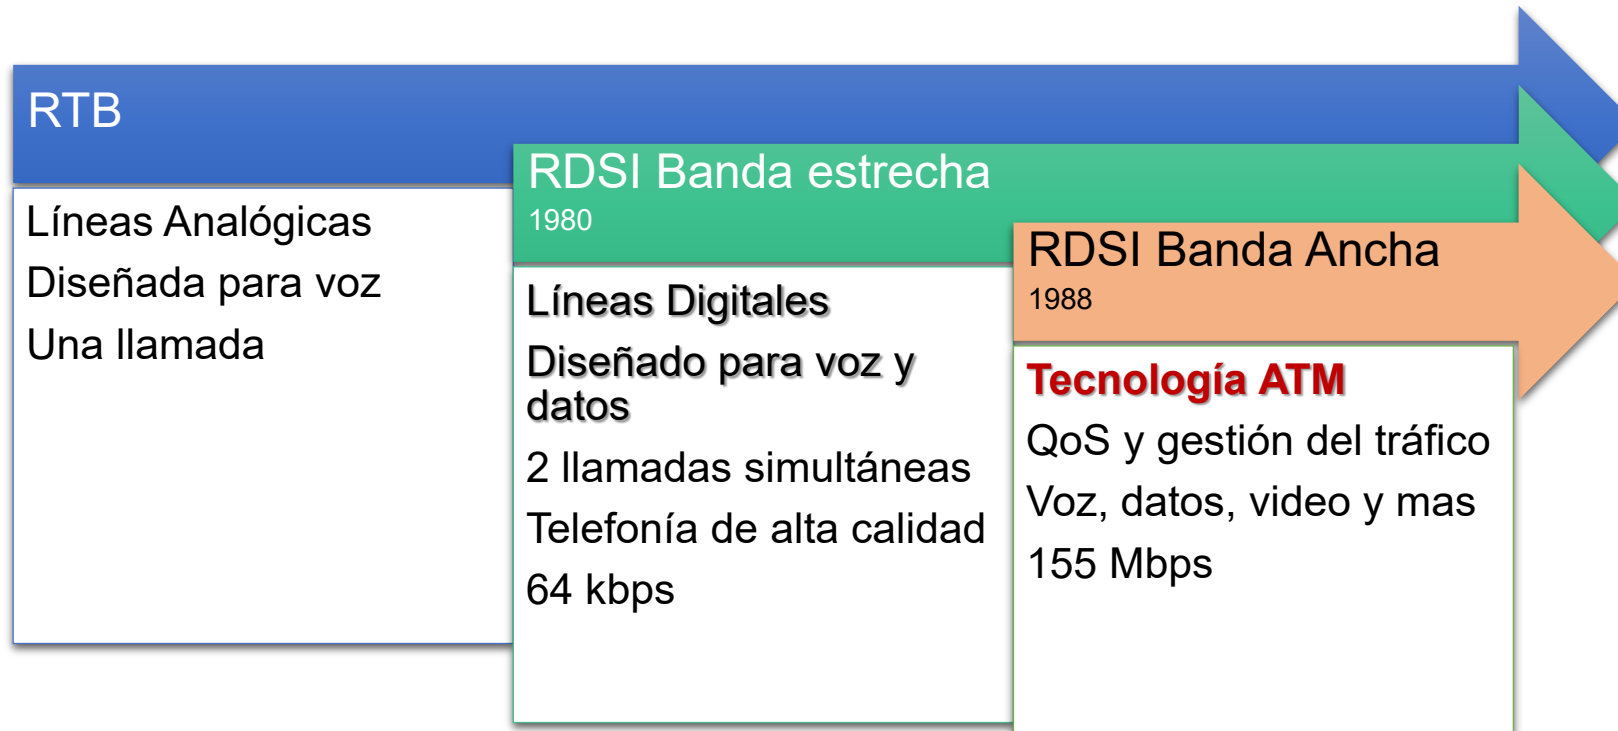 RTB
Líneas Analógicas
Diseñada para voz
Una llamada
RDSI Banda estrecha
1980
Líneas Digitales
Diseñado para voz y
datos
2 llamadas simultáneas
Telefonía de alta calidad
64 kbps
RDSI Banda Ancha
1988
Tecnología ATM
QoS y gestión del tráfico
Voz, datos, video y mas
155 Mbps